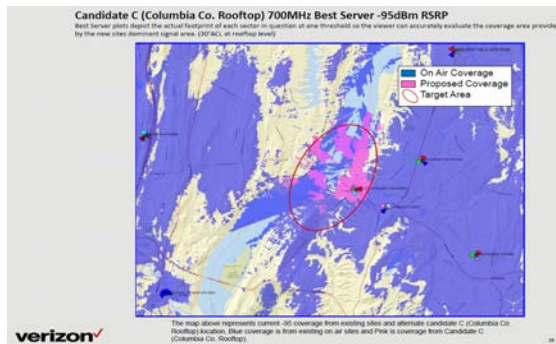 Candidate C (Columbia Co. Rooftop) 700MHz Best Server -95dBm RSRP
Best Server plots depict the actual footprint of each sector in question at one threshold so the viewer can accurately evaluate the coverage area provide
by the new sites dominant signal area. (30'ACL at rooftop level)
On Air Coverage
Proposed Coverage
Target Area
The map above represents current -95 coverage from existing sites and alternate candidate C (Columbia Co.
Rooftop) location, Blue coverage is from existing on air sites and Pink is coverage from Candidate C
(Columbia Co. Rooftop).
verizon